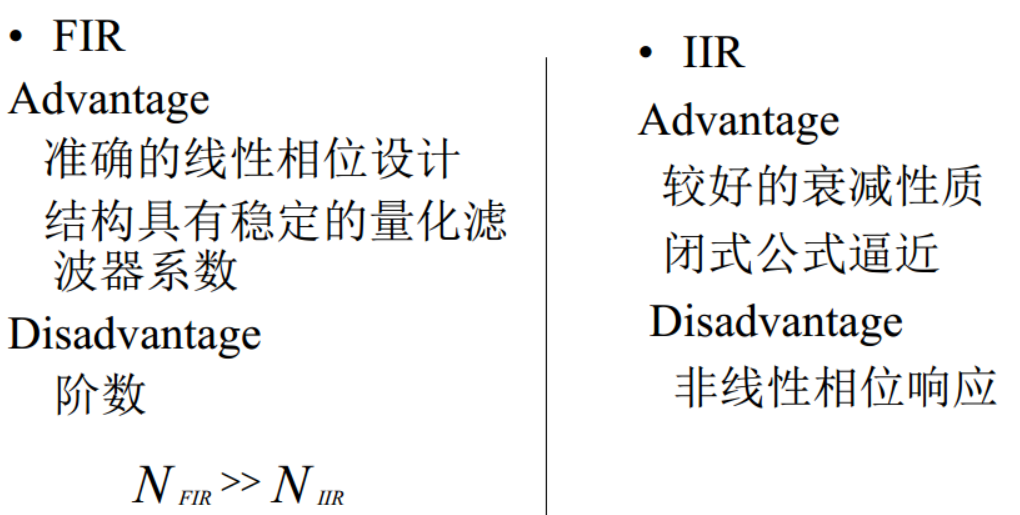 • FIR
Advantage
准确的线性相位设计
结构具有稳定的量化滤
波器系数
Disadvantage
阶数
N FIR >> N IIR
• IIR
Advantage
较好的衰减性质
闭式公式逼近
Disadvantage
非线性相位响应